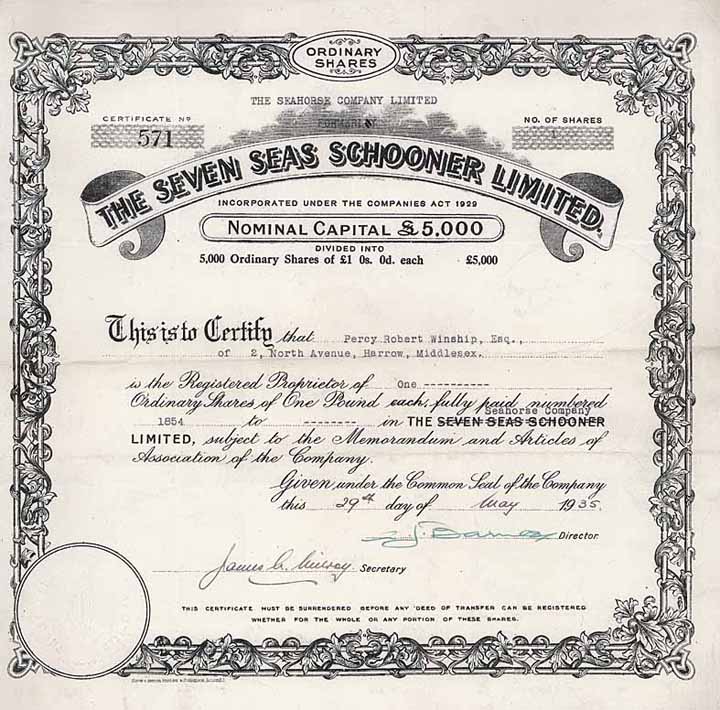 ORDINARY
SHARES
THE SEAHORSE COMPANY LIMITED
CERTIFICATE No
571
FORMERLY
NO. OF SHARES
1
THE SEVEN SEAS SCHOONER LIMITED.
INCORPORATED UNDER THE COMPANIES ACT 1929
NOMINAL CAPITAL £5,000
DIVIDED INTO
5,000 Ordinary Shares of £1 0s. 0d. each £5,000
This is to Certify that Percy Robert Winship, Esq.,
of 2, North Avenue, Harrow, Middlesex.
is the Registered Proprietor of One ----------
Ordinary Shares of One Pound each, fully paid numbered
Seahorse Company
1854 to -------- in THE SEVEN SEAS SCHOONER
LIMITED, subject to the Memorandum and Articles of
Association of the Company.
Given under the Common Seal of the Company
this 29th day of May 1935.
Director
James Secretary
THIS CERTIFICATE MUST BE SURRENDERED BEFORE ANY DEED OF TRANSFER CAN BE REGISTERED
WHETHER FOR THE WHOLE OR ANY PORTION OF THESE SHARES.